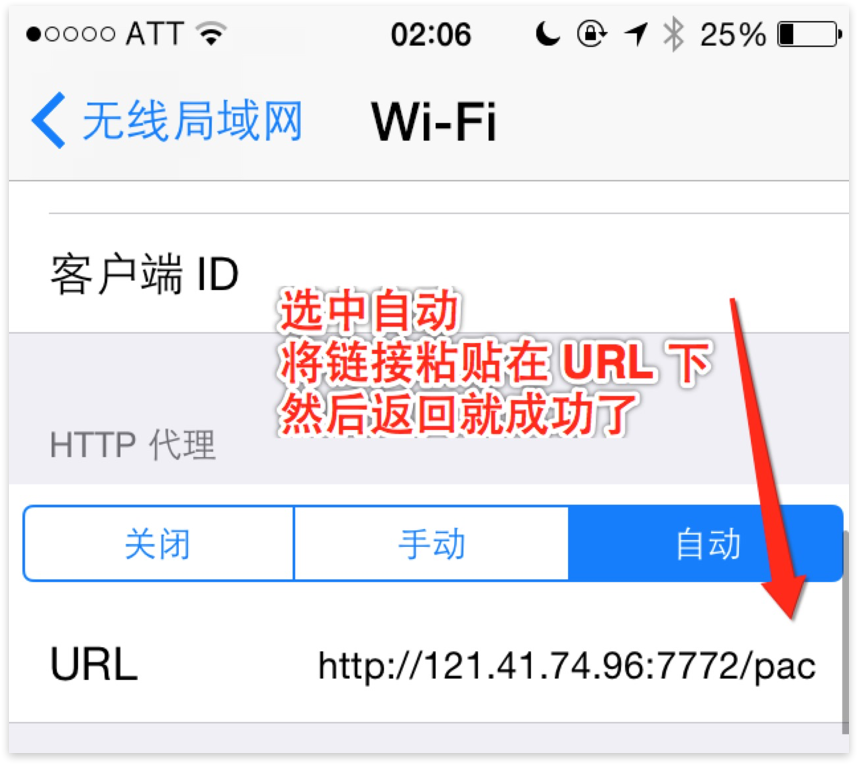 ATT 02:06 25%
无线局域网 Wi-Fi
客户端 ID
选中自动
将链接粘贴在 URL 下
然后返回就成功了
HTTP 代理
关闭 手动 自动
URL http://121.41.74.96:7772/pac